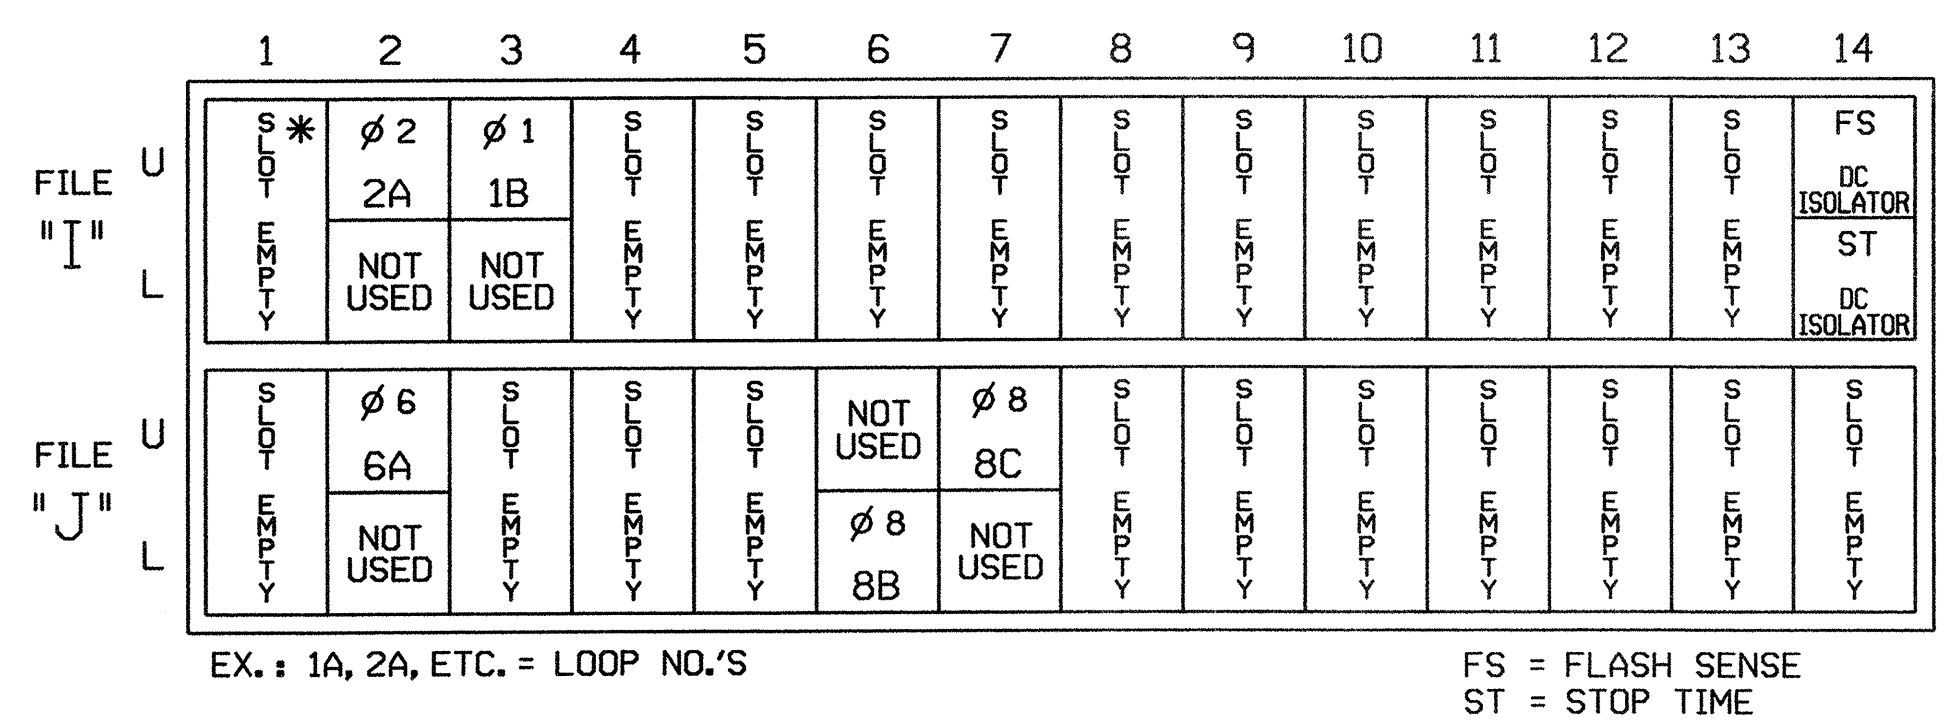 1 2 3 4 5 6 7 8 9 10 11 12 13 14
FILE "I"
U
L
SLOT EMPTY *
Ø 2
2A
NOT USED
Ø 1
1B
NOT USED
SLOT EMPTY
SLOT EMPTY
SLOT EMPTY
SLOT EMPTY
SLOT EMPTY
SLOT EMPTY
SLOT EMPTY
SLOT EMPTY
SLOT EMPTY
SLOT EMPTY
FS
DC
ISOLATOR
ST
DC
ISOLATOR
FILE "J"
U
L
SLOT EMPTY
Ø 6
6A
NOT USED
SLOT EMPTY
SLOT EMPTY
SLOT EMPTY
NOT USED
Ø 8
8B
Ø 8
8C
NOT USED
SLOT EMPTY
SLOT EMPTY
SLOT EMPTY
SLOT EMPTY
SLOT EMPTY
SLOT EMPTY
SLOT EMPTY
EX.: 1A, 2A, ETC. = LOOP NO.'S
FS = FLASH SENSE
ST = STOP TIME